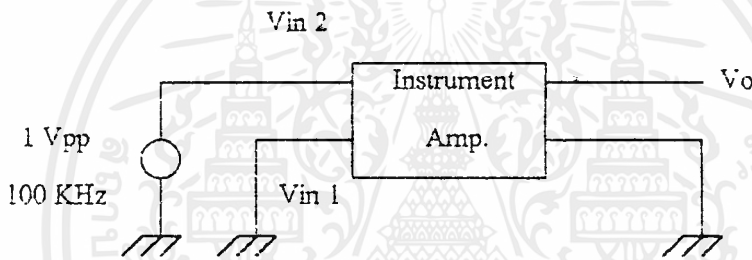 Vin 2
Instrument
Vo
1 Vpp
Amp.
100 KHz
Vin 1